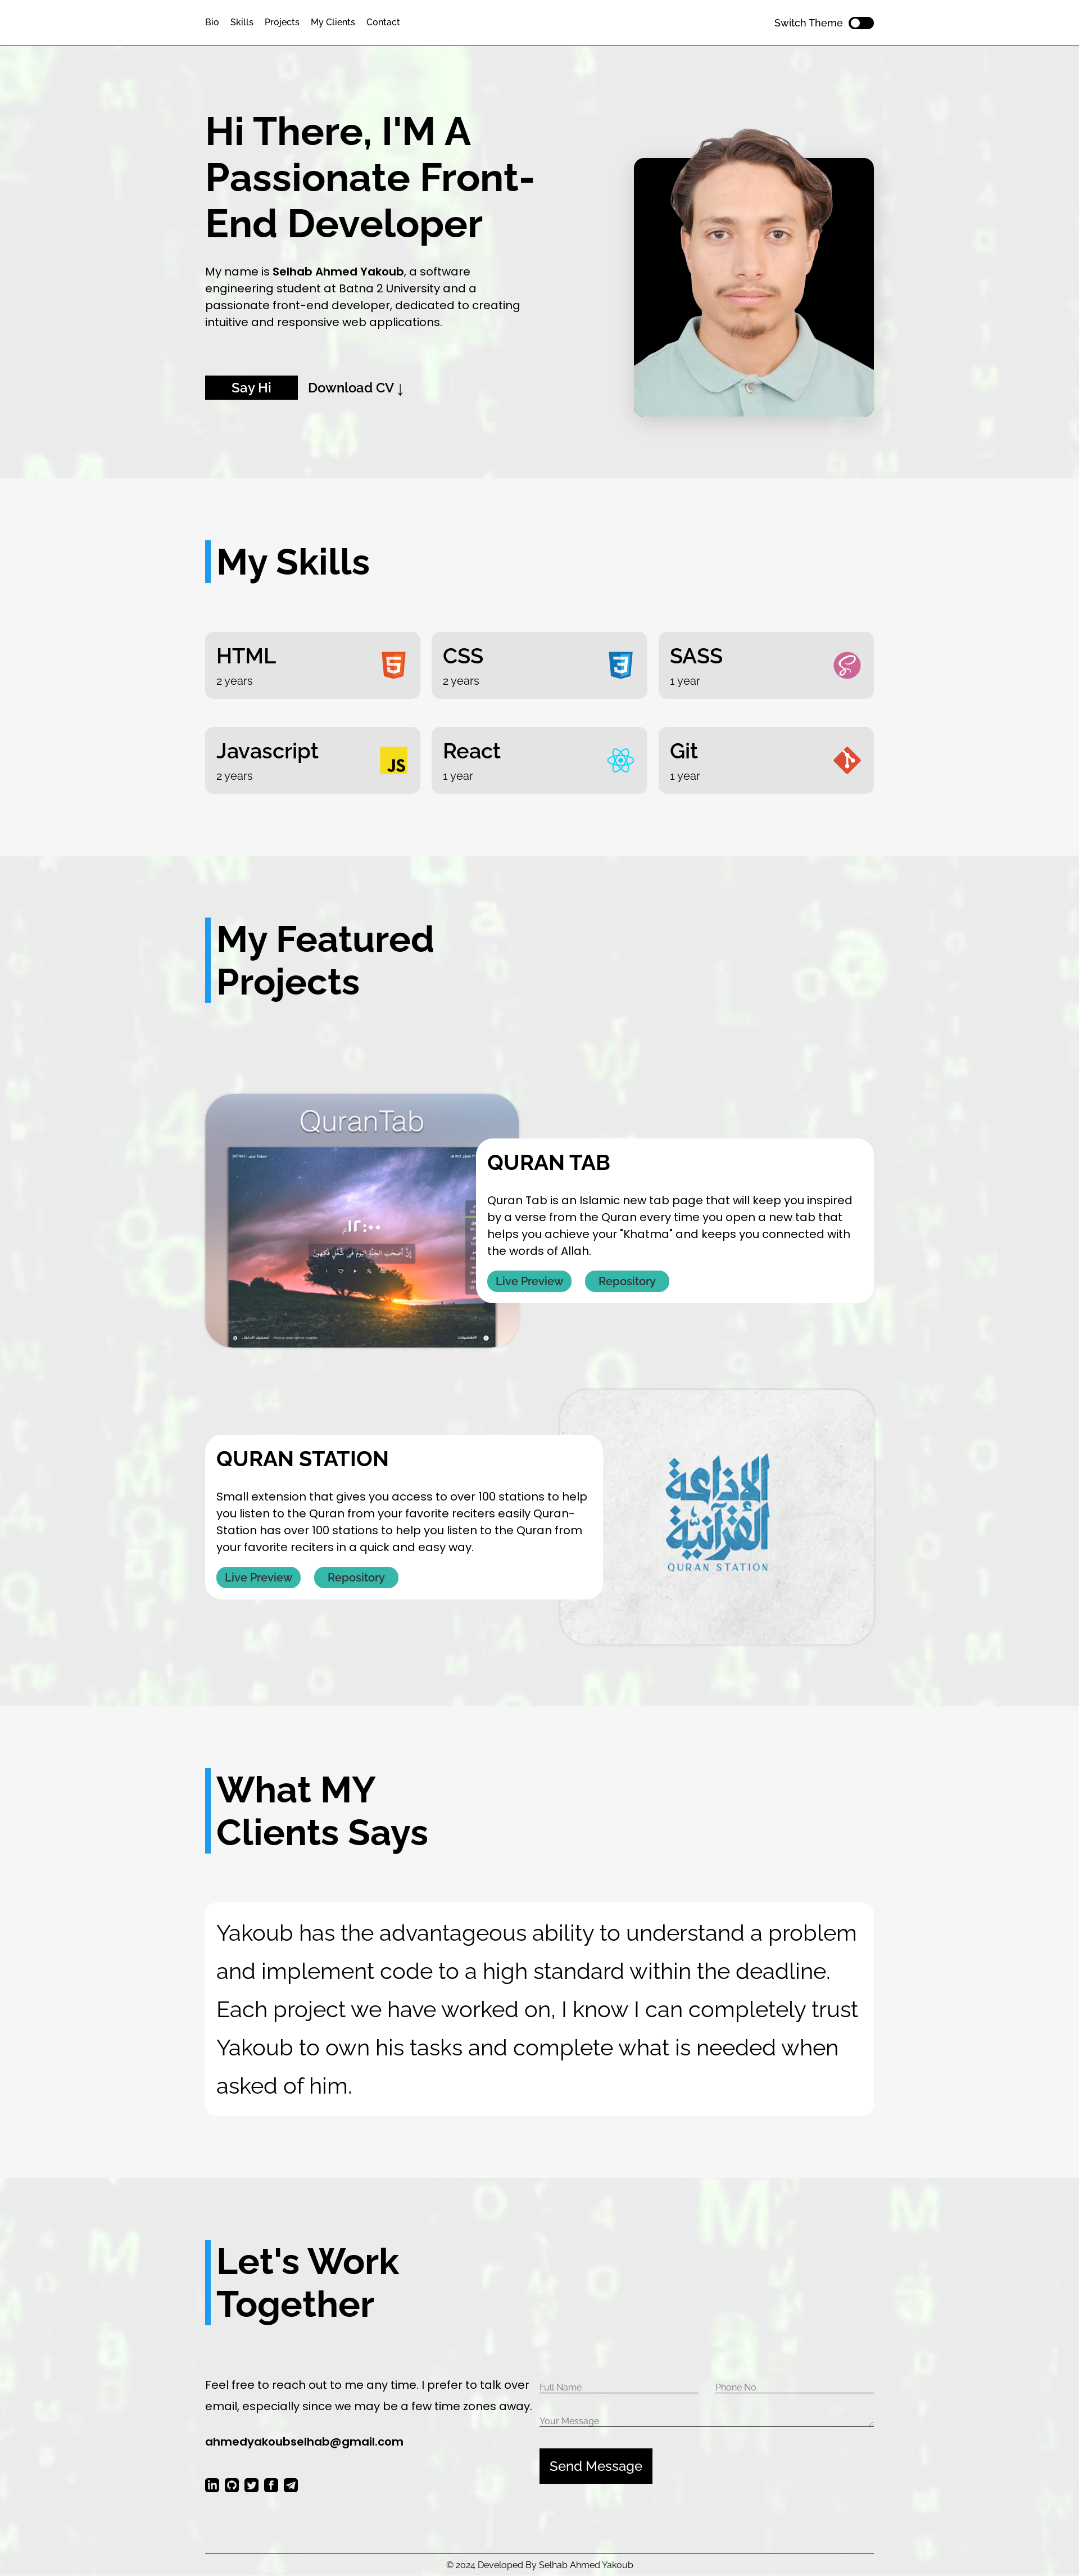 Bio Skills Projects My Clients Contact
Switch Theme
Hi There, I'M A
Passionate Front-
End Developer
My name is Selhab Ahmed Yakoub, a software
engineering student at Batna 2 University and a
passionate front-end developer, dedicated to creating
intuitive and responsive web applications.
Say Hi
Download CV ↓
My Skills
HTML
2 years
CSS
2 years
SASS
1 year
Javascript
2 years
JS
React
1 year
Git
1 year
My Featured
Projects
QuranTab
١٢:٠٠
QURAN TAB
Quran Tab is an Islamic new tab page that will keep you inspired
by a verse from the Quran every time you open a new tab that
helps you achieve your "Khatma" and keeps you connected with
the words of Allah.
Live Preview
Repository
QURAN STATION
Small extension that gives you access to over 100 stations to help
you listen to the Quran from your favorite reciters easily Quran-
Station has over 100 stations to help you listen to the Quran from
your favorite reciters in a quick and easy way.
Live Preview
Repository
الإذاعة
القرآنية
QURAN STATION
What MY
Clients Says
Yakoub has the advantageous ability to understand a problem
and implement code to a high standard within the deadline.
Each project we have worked on, I know I can completely trust
Yakoub to own his tasks and complete what is needed when
asked of him.
Let's Work
Together
Feel free to reach out to me any time. I prefer to talk over
email, especially since we may be a few time zones away.
ahmedyakoubselhab@gmail.com
Full Name
Phone No.
Your Message
Send Message
© 2024 Developed By Selhab Ahmed Yakoub